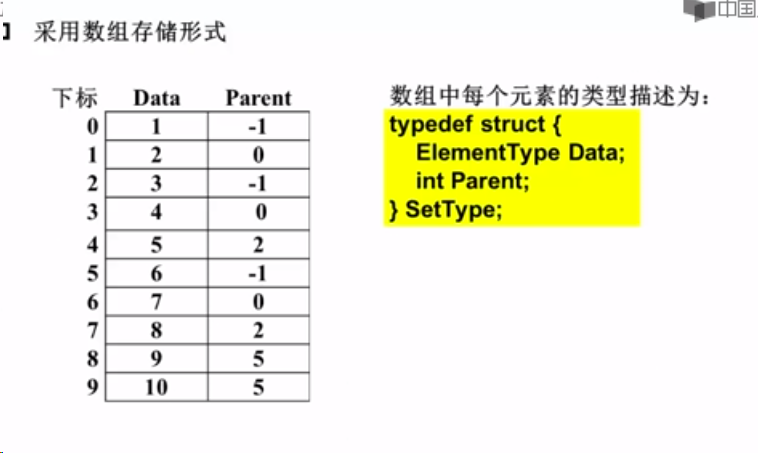 采用数组存储形式
中国
下标 Data Parent
0 1 -1
1 2 0
2 3 -1
3 4 0
4 5 2
5 6 -1
6 7 0
7 8 2
8 9 5
9 10 5
数组中每个元素的类型描述为:
typedef struct {
ElementType Data;
int Parent;
} SetType;